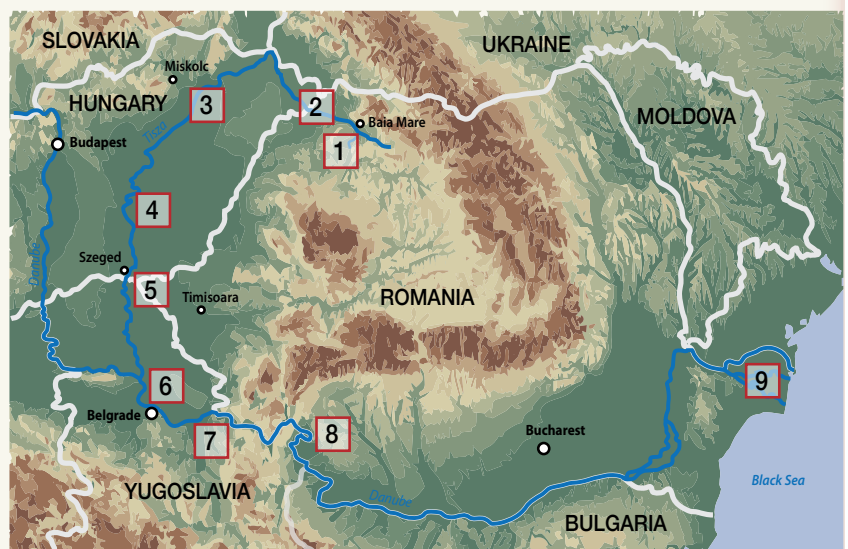 SLOVAKIA
UKRAINE
Miskolc
HUNGARY
3
2
MOLDOVA
Baia Mare
Tisza
Budapest
1
4
Danube
Szeged
5
Timisoara
ROMANIA
6
9
Belgrade
7
8
Bucharest
Black Sea
YUGOSLAVIA
Danube
BULGARIA